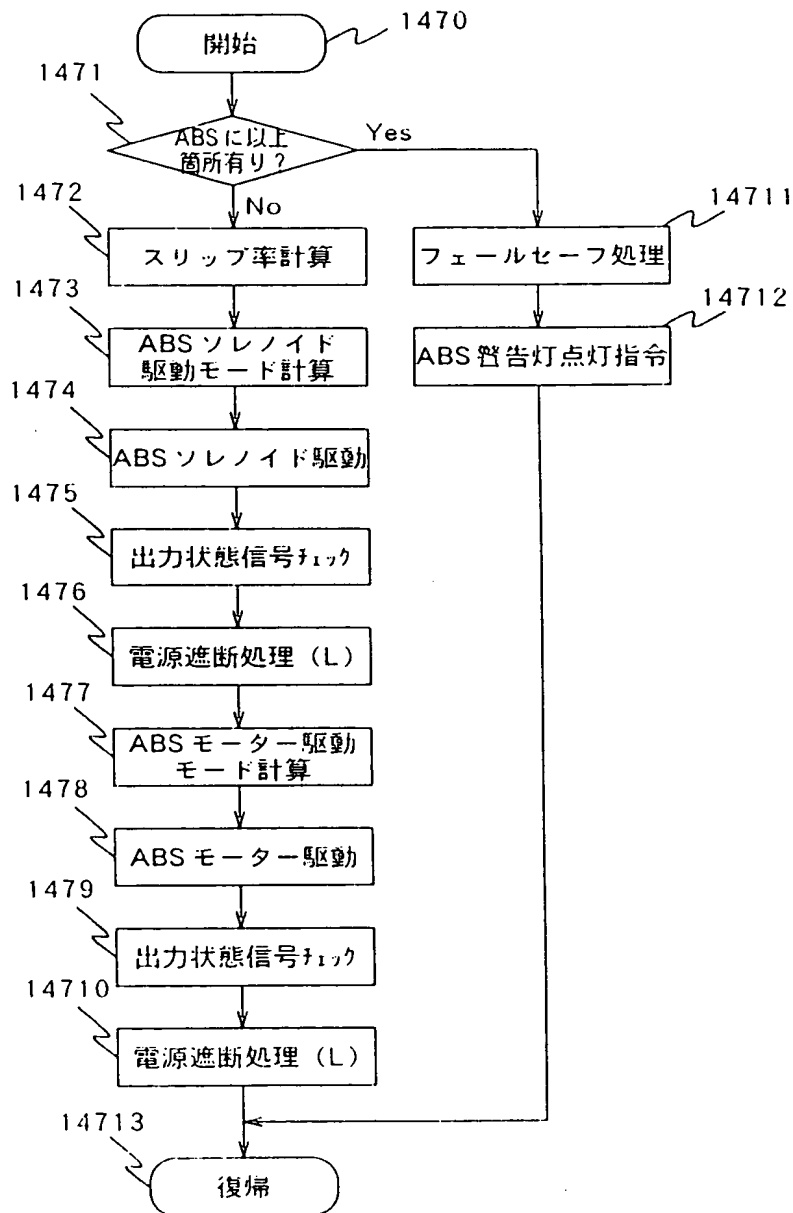 1470
開始
1471
ABSに以上
箇所有り?
Yes
No
1472
スリップ率計算
14711
フェールセーフ処理
1473
ABSソレノイド
駆動モード計算
14712
ABS警告灯点灯指令
1474
ABSソレノイド駆動
1475
出力状態信号チェック
1476
電源遮断処理(L)
1477
ABSモーター駆動
モード計算
1478
ABSモーター駆動
1479
出力状態信号チェック
14710
電源遮断処理(L)
14713
復帰